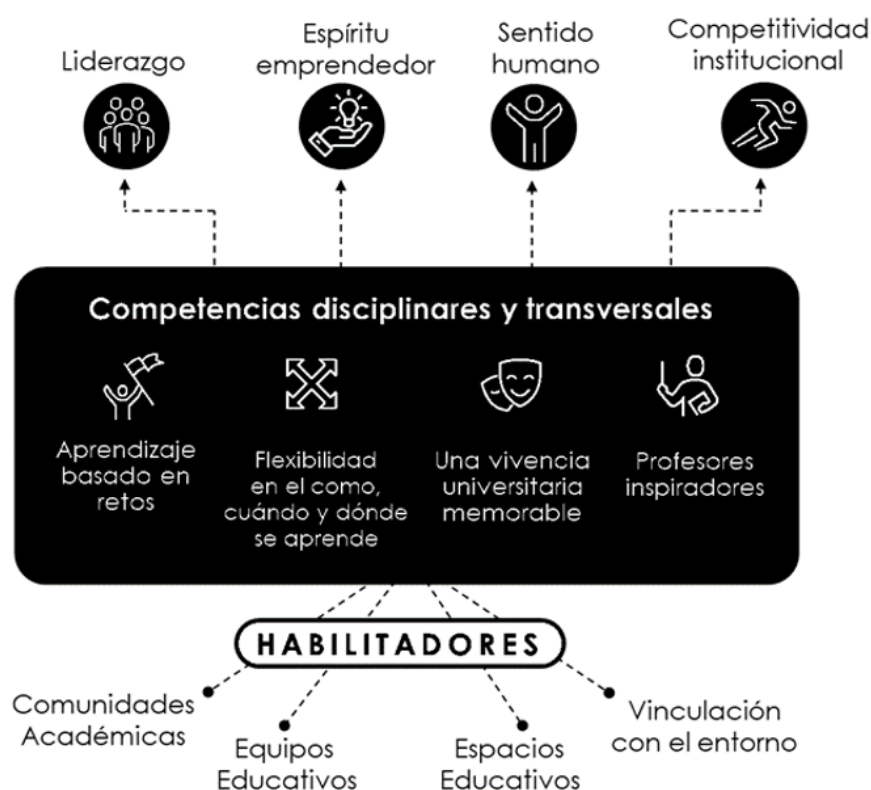 Liderazgo
Espíritu
emprendedor
Sentido
humano
Competitividad
institucional
Competencias disciplinares y transversales
Aprendizaje
basado en
retos
Flexibilidad
en el como,
cuándo y dónde
se aprende
Una vivencia
universitaria
memorable
Profesores
inspiradores
HABILITADORES
Comunidades
Académicas
Equipos
Educativos
Espacios
Educativos
Vinculación
con el entorno